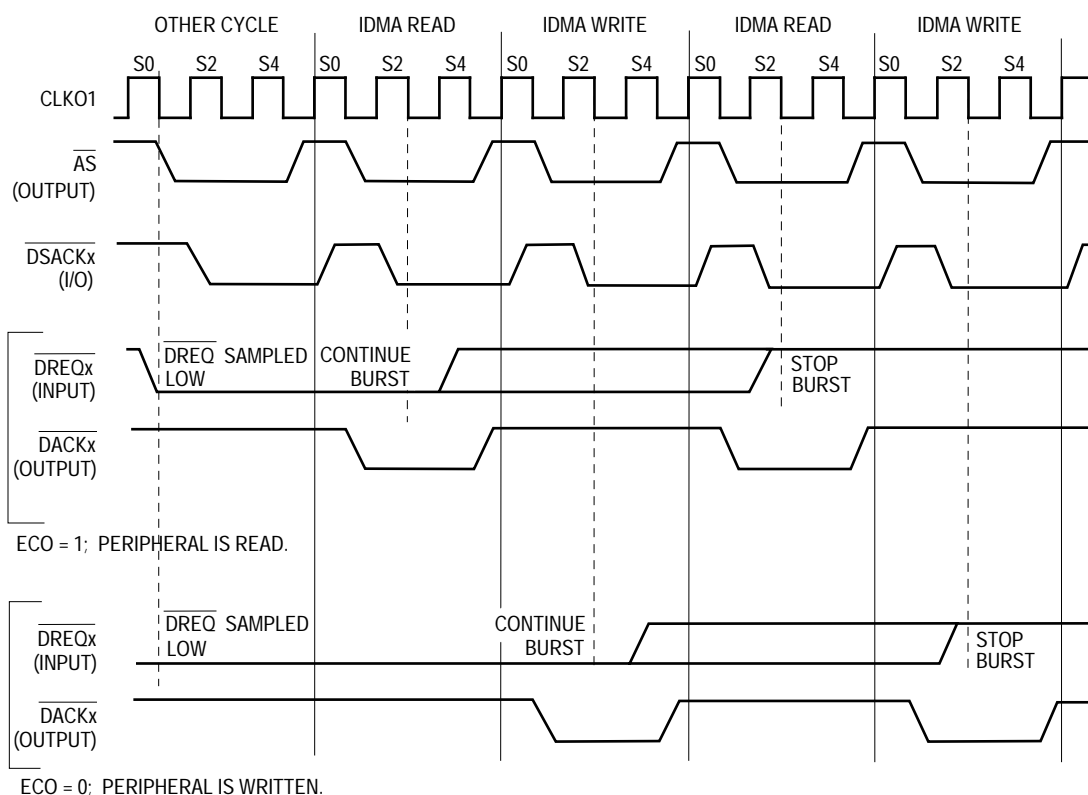 OTHER CYCLE IDMA READ IDMA WRITE IDMA READ IDMA WRITE
S0 S2 S4 S0 S2 S4 S0 S2 S4 S0 S2 S4 S0 S2 S4
CLKO1
AS
(OUTPUT)
DSACKx
(I/O)
DREQx
(INPUT)
DREQ SAMPLED
LOW
CONTINUE
BURST
STOP
BURST
DACKx
(OUTPUT)
ECO = 1; PERIPHERAL IS READ.
DREQx
(INPUT)
DREQ SAMPLED
LOW
CONTINUE
BURST
STOP
BURST
DACKx
(OUTPUT)
ECO = 0; PERIPHERAL IS WRITTEN.